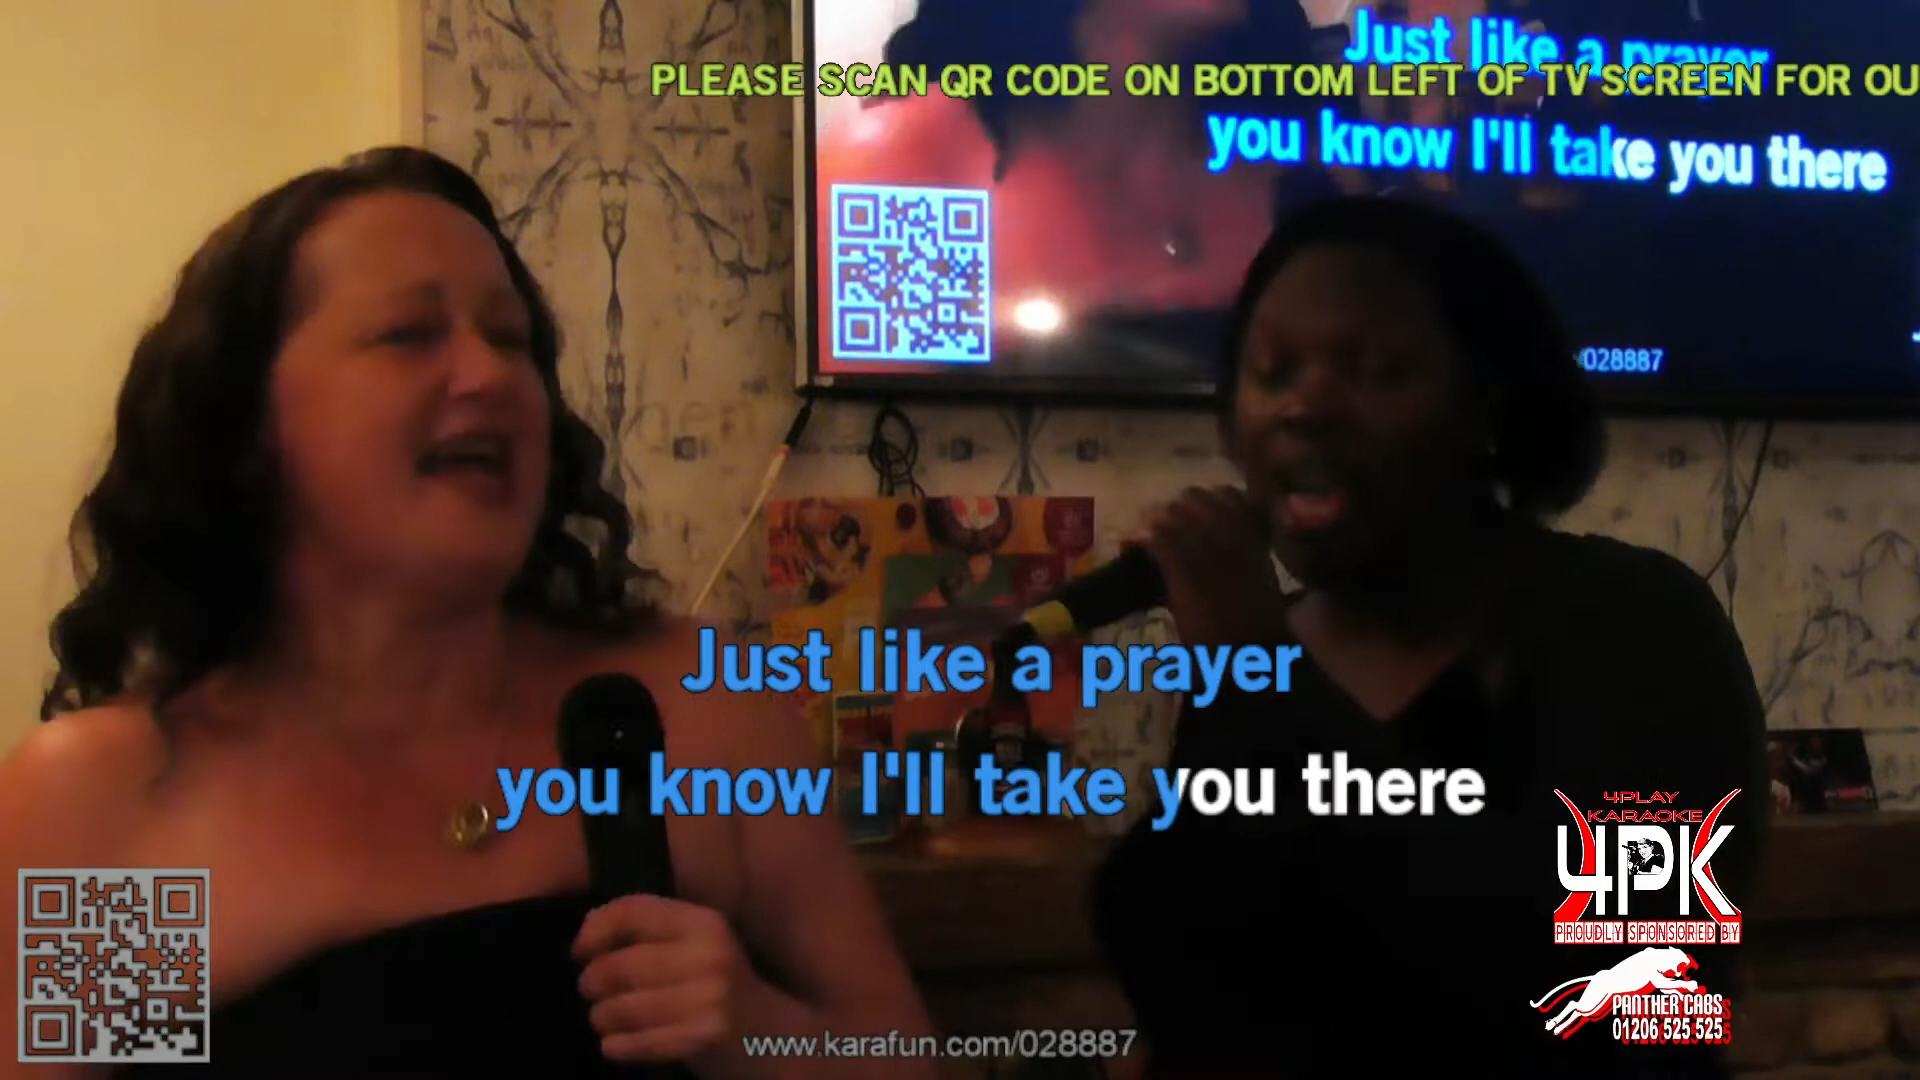 Just like a prayer
PLEASE SCAN QR CODE ON BOTTOM LEFT OF TV SCREEN FOR OU
you know I'll take you there
/028887
Just like a prayer
you know I'll take you there
4PLAY
KARAOKE
4PK
PROUDLY SPONSORED BY
PANTHER CABS
01206 525 525
www.karafun.com/028887